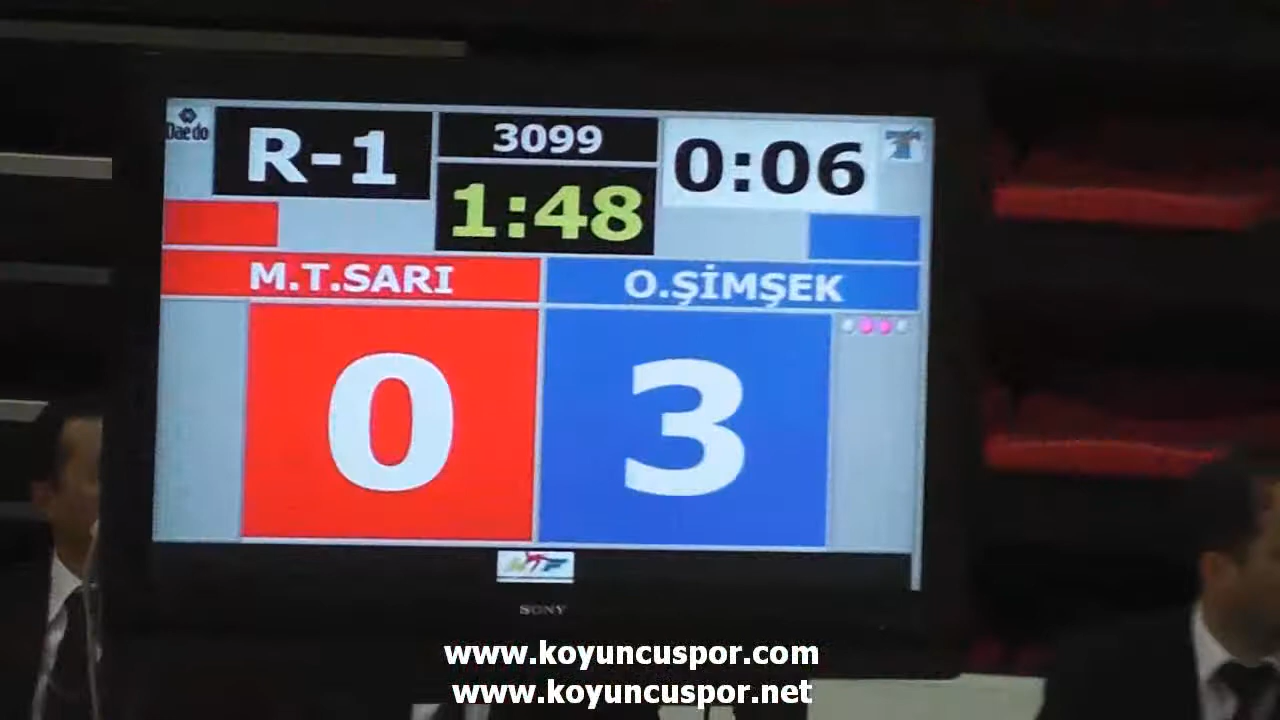 Daedo
R-1
3099
0:06
1:48
M.T.SARI
O.ŞİMŞEK
0
3
WTF
SONY
www.koyuncuspor.com
www.koyuncuspor.net